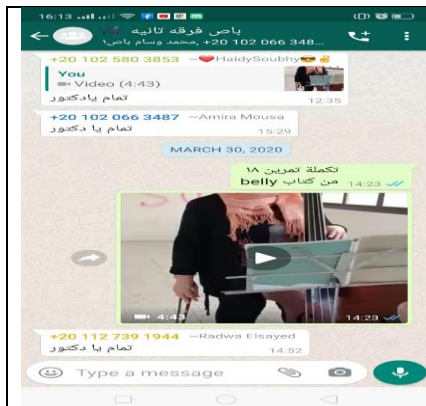 16:13
باص فرقه ثانيه
+20 102 066 348... ,محمد وسام باص١
+20 102 580 3853 ~❤HaidySoubhy😎✌
You
Video (4:43)
تمام يادكتور
12:35
+20 102 066 3487 ~Amira Mousa
تمام يا دكتور
15:29
MARCH 30, 2020
تكملة تمرين ١٨
من كتاب belly
14:23
4:43
14:23
+20 112 739 1944 ~Radwa Elsayed
تمام يا دكتور
14:52
Type a message